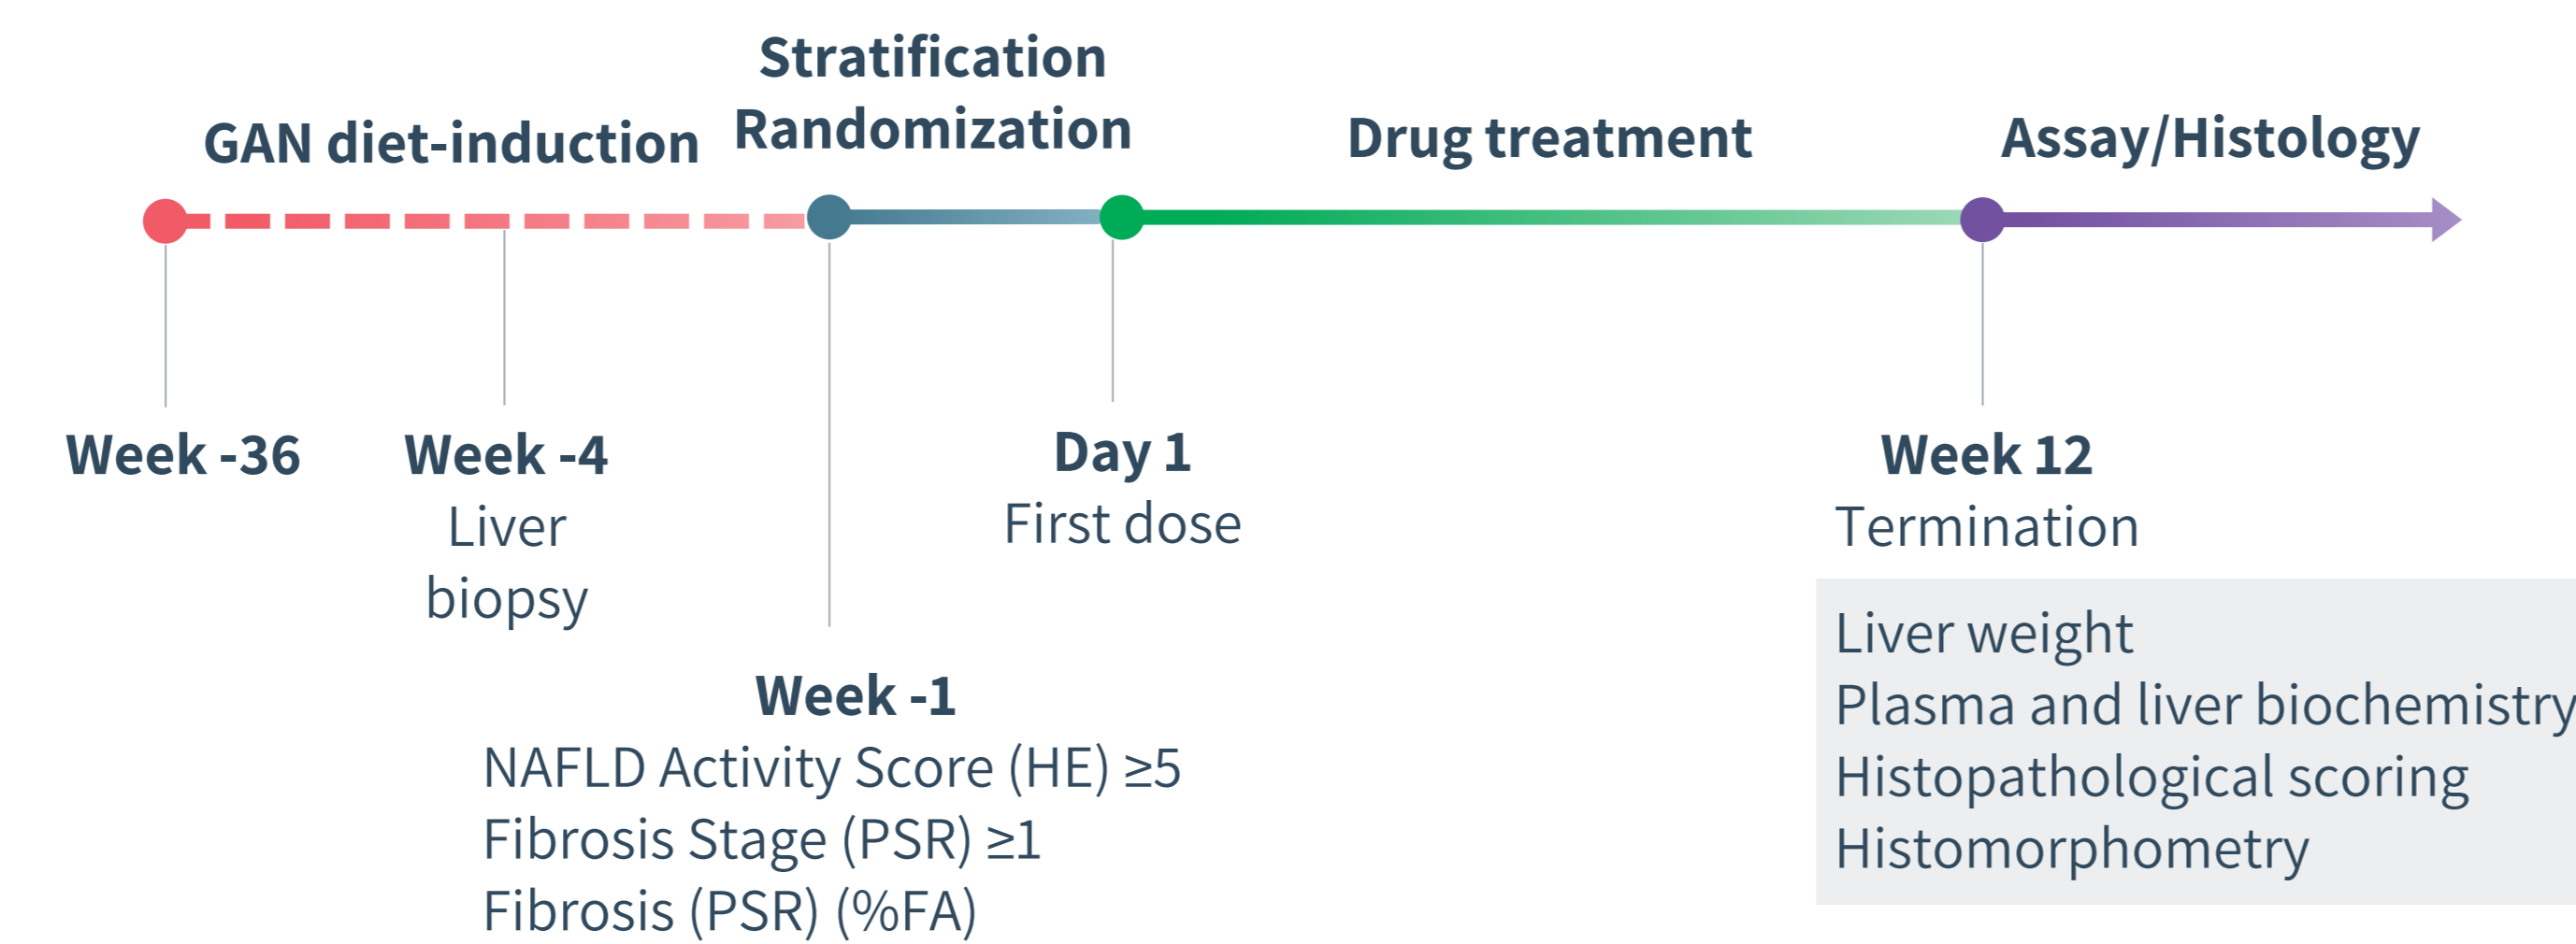 Stratification
Randomization
GAN diet-induction
Drug treatment
Assay/Histology
Week -36
Week -4
Liver
biopsy
Week -1
NAFLD Activity Score (HE) ≥5
Fibrosis Stage (PSR) ≥1
Fibrosis (PSR) (%FA)
Day 1
First dose
Week 12
Termination
Liver weight
Plasma and liver biochemistry
Histopathological scoring
Histomorphometry